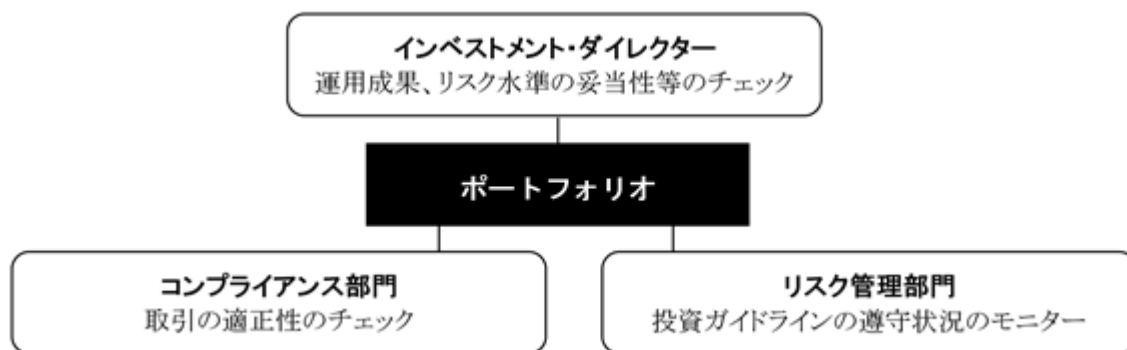 インベストメント・ダイレクター
運用成果、リスク水準の妥当性等のチェック
ポートフォリオ
コンプライアンス部門
取引の適正性のチェック
リスク管理部門
投資ガイドラインの遵守状況のモニター